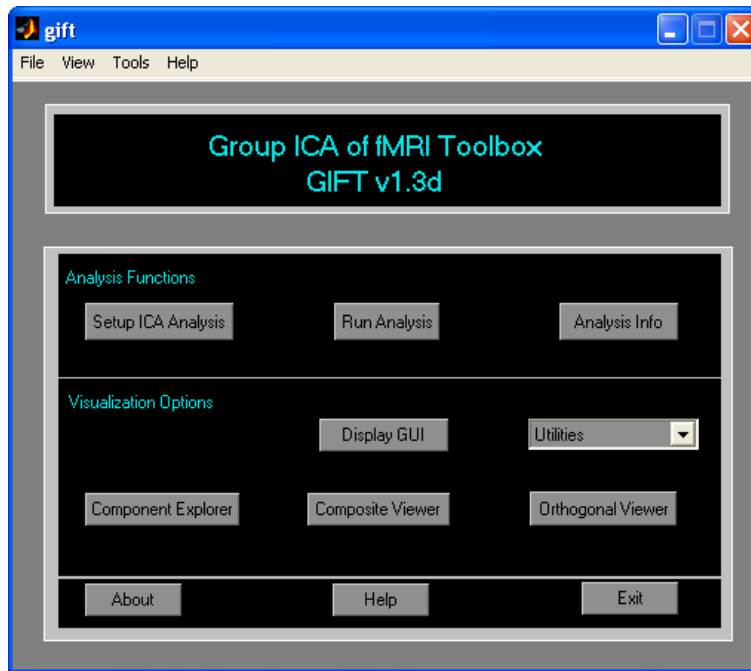 gift
File View Tools Help
Group ICA of fMRI Toolbox
GIFT v1.3d
Analysis Functions
Setup ICA Analysis Run Analysis Analysis Info
Visualization Options
Display GUI Utilities
Component Explorer Composite Viewer Orthogonal Viewer
About Help Exit